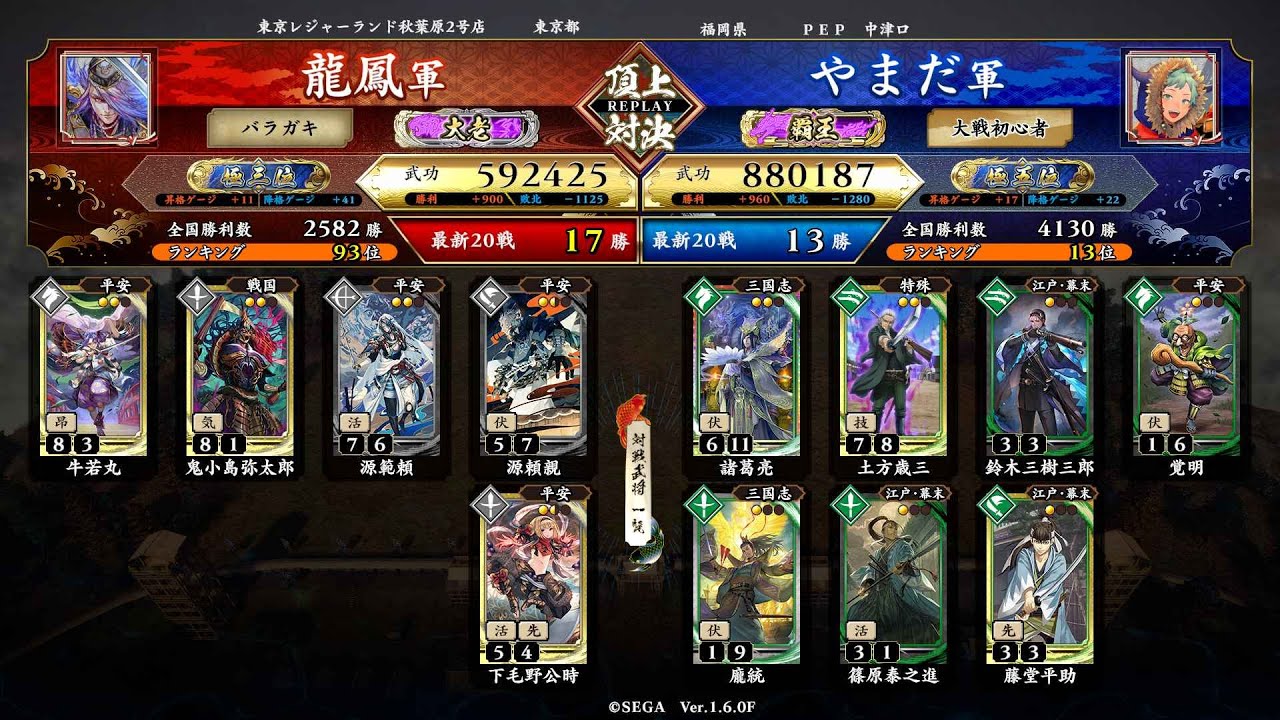 東京レジャーランド秋葉原2号店 東京都
福岡県 PEP 中津口
龍鳳軍
頂上
REPLAY
対決
やまだ軍
バラガキ
大老
覇王
大戦初心者
極三位
武功 592425
武功 880187
極五位
昇格ゲージ +11 降格ゲージ +41
勝利 +900 敗北 -1125
勝利 +960 敗北 -1280
昇格ゲージ +17 降格ゲージ +22
全国勝利数 2582勝
最新20戦 17勝
最新20戦 13勝
全国勝利数 4130勝
ランキング 93位
ランキング 13位
平安
戦国
平安
平安
三国志
特殊
江戸・幕末
平安
昂
気
活
伏
伏
技
伏
8 3
8 1
7 6
5 7
6 11
7 8
3 3
1 6
牛若丸
鬼小島弥太郎
源範頼
源頼親
諸葛亮
土方歳三
鈴木三樹三郎
覚明
対戦武将一覧
平安
三国志
江戸・幕末
江戸・幕末
活 先
伏
活
先
5 4
1 9
3 1
3 3
下毛野公時
龐統
篠原泰之進
藤堂平助
©SEGA Ver.1.6.0F